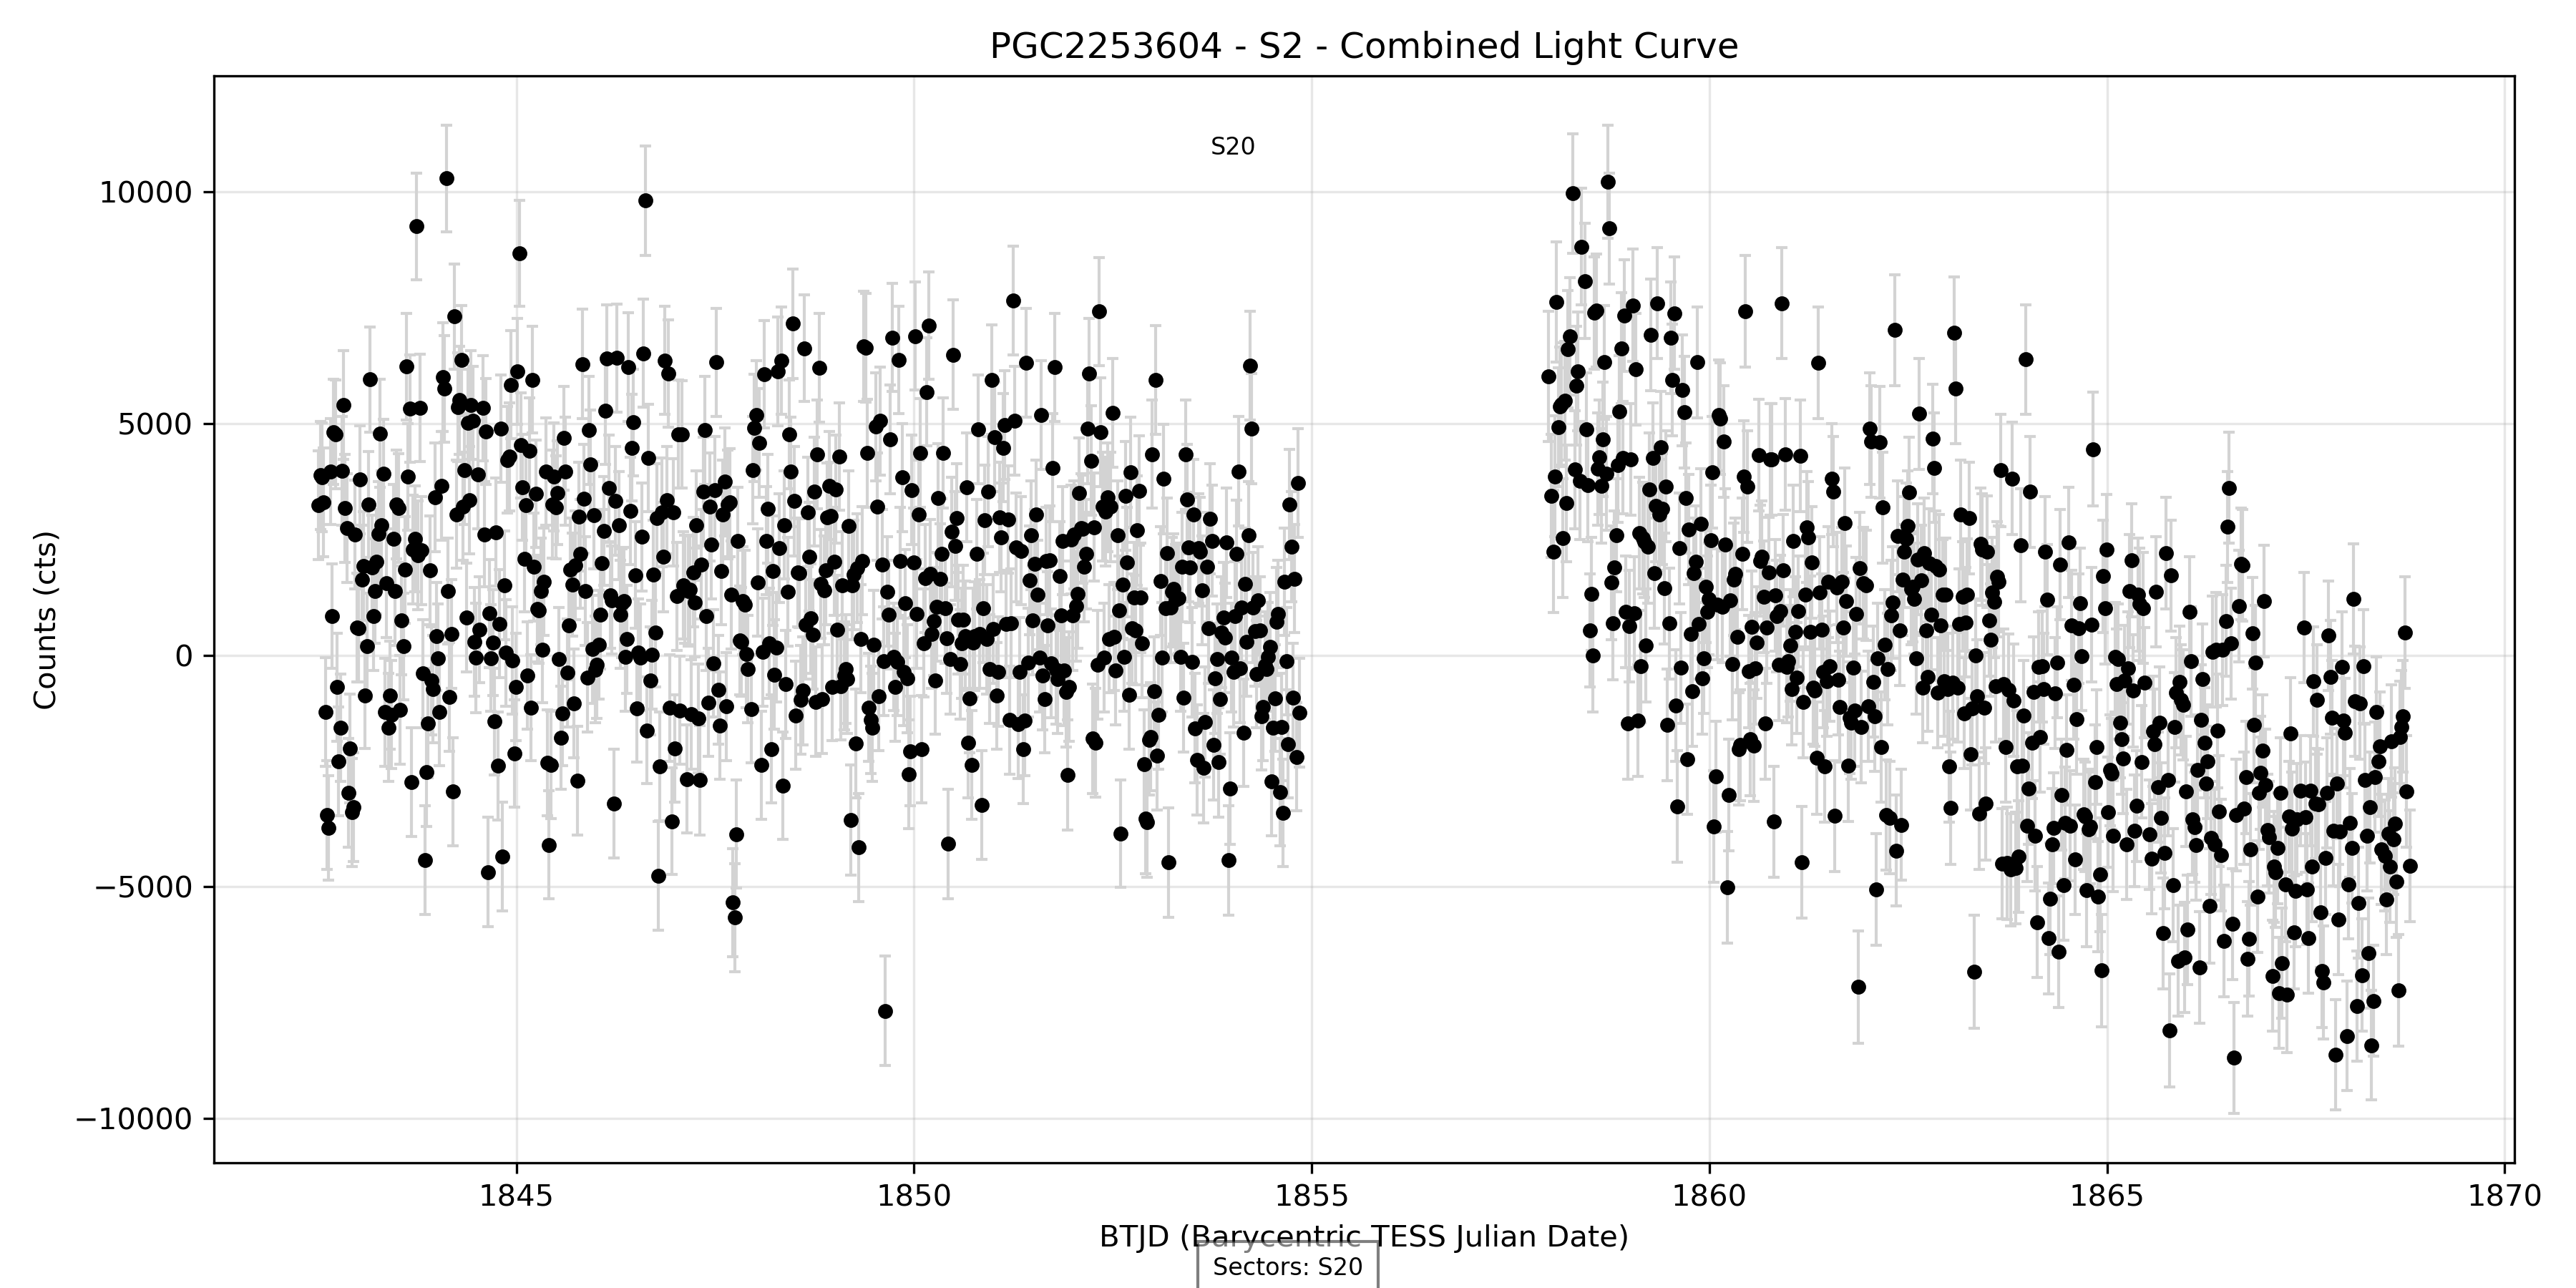 PGC2253604 - S2 - Combined Light Curve
S20
10000
5000
0
−5000
−10000
Counts (cts)
1845 1850 1855 1860 1865 1870
BTJD (Barycentric TESS Julian Date)
Sectors: S20